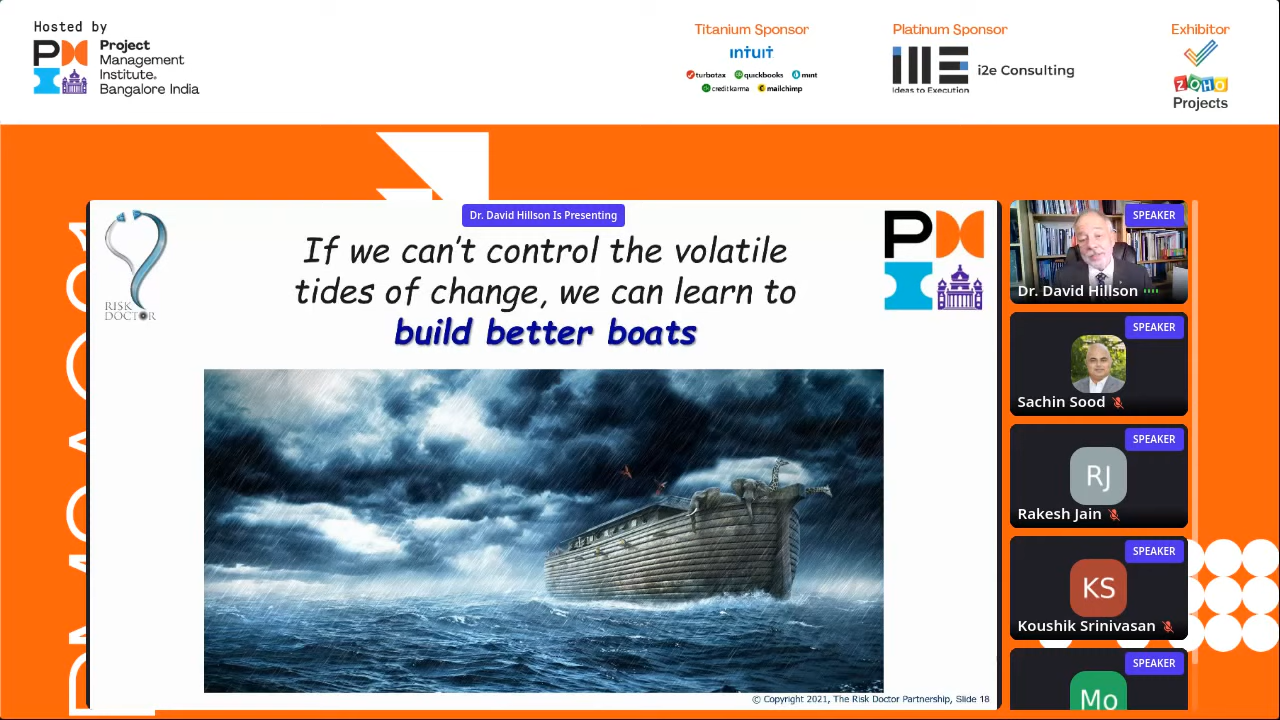 Hosted by
Project
Management
Institute.
Bangalore India
Titanium Sponsor
intuit
turbotax quickbooks mint
creditkarma mailchimp
Platinum Sponsor
i2e Consulting
Ideas to Execution
Exhibitor
ZOHO
Projects
Dr. David Hillson Is Presenting
RISK
DOCTOR
If we can't control the volatile
tides of change, we can learn to
build better boats
© Copyright 2021, The Risk Doctor Partnership, Slide 18
SPEAKER
Dr. David Hillson
SPEAKER
Sachin Sood
SPEAKER
RJ
Rakesh Jain
SPEAKER
KS
Koushik Srinivasan
SPEAKER
Mo